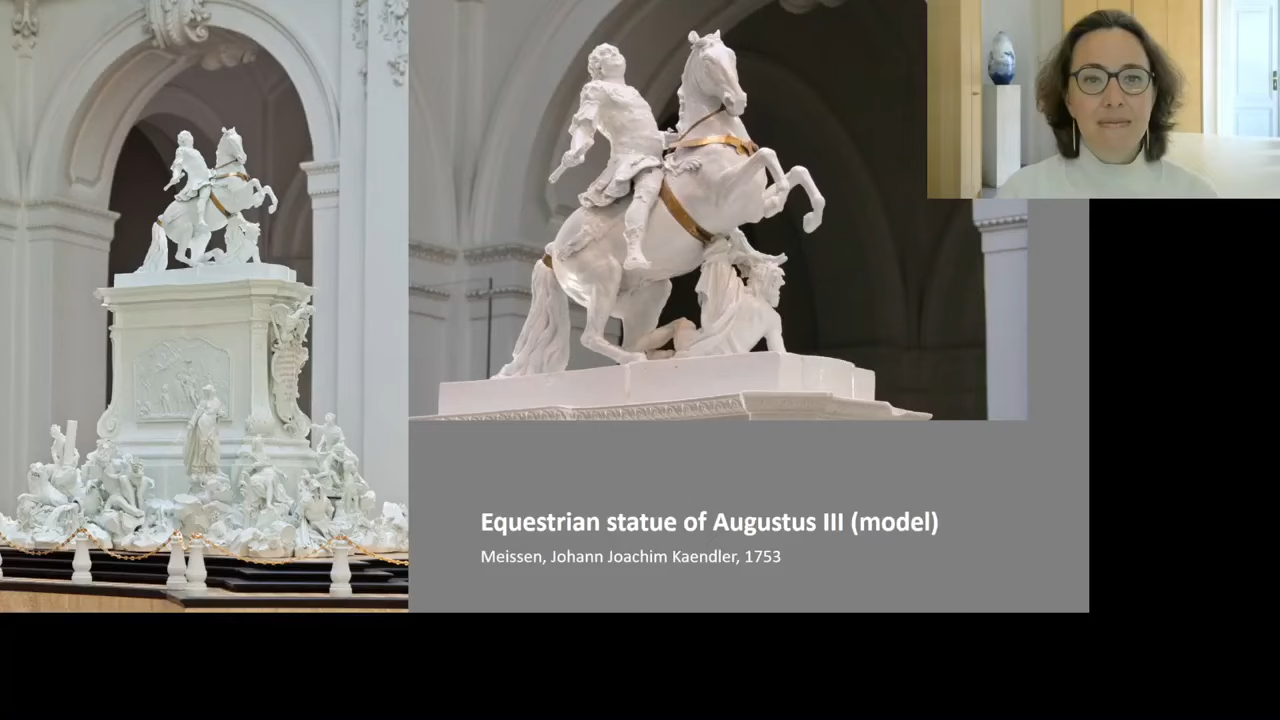 Equestrian statue of Augustus III (model)
Meissen, Johann Joachim Kaendler, 1753